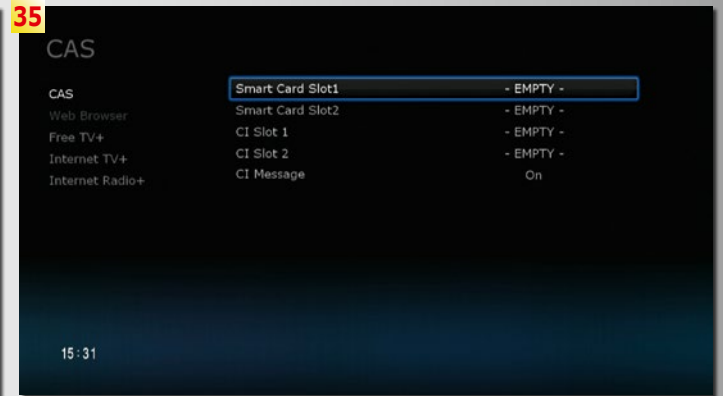 35
CAS
CAS
Web Browser
Free TV+
Internet TV+
Internet Radio+
Smart Card Slot1 - EMPTY -
Smart Card Slot2 - EMPTY -
CI Slot 1 - EMPTY -
CI Slot 2 - EMPTY -
CI Message On
15:31